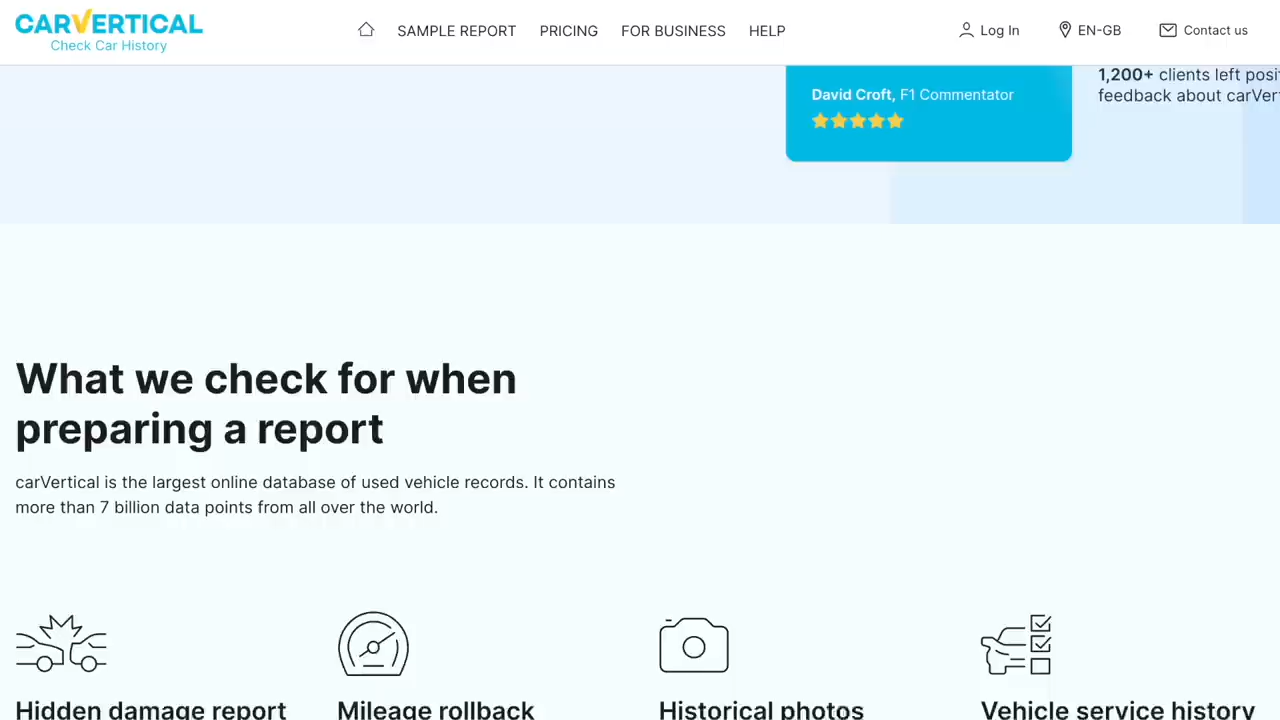 CARVERTICAL
Check Car History
SAMPLE REPORT
PRICING
FOR BUSINESS
HELP
Log In
EN-GB
Contact us
David Croft, F1 Commentator
1,200+ clients left posi
feedback about carVer
What we check for when
preparing a report
carVertical is the largest online database of used vehicle records. It contains
more than 7 billion data points from all over the world.
Hidden damage report
Mileage rollback
Historical photos
Vehicle service history